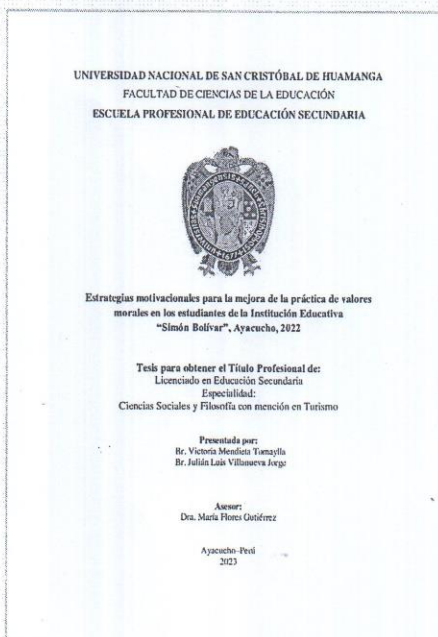 UNIVERSIDAD NACIONAL DE SAN CRISTÓBAL DE HUAMANGA
FACULTAD DE CIENCIAS DE LA EDUCACIÓN
ESCUELA PROFESIONAL DE EDUCACIÓN SECUNDARIA
1677
Estrategias motivacionales para la mejora de la práctica de valores
morales en los estudiantes de la Institución Educativa
"Simón Bolívar", Ayacucho, 2022
Tesis para obtener el Título Profesional de:
Licenciado en Educación Secundaria
Especialidad:
Ciencias Sociales y Filosofía con mención en Turismo
Presentada por:
Br. Victoria Mendieta Tomaylla
Br. Julián Luis Villanueva Jorge
Asesor:
Dra. María Flores Gutiérrez
Ayacucho-Perú
2023